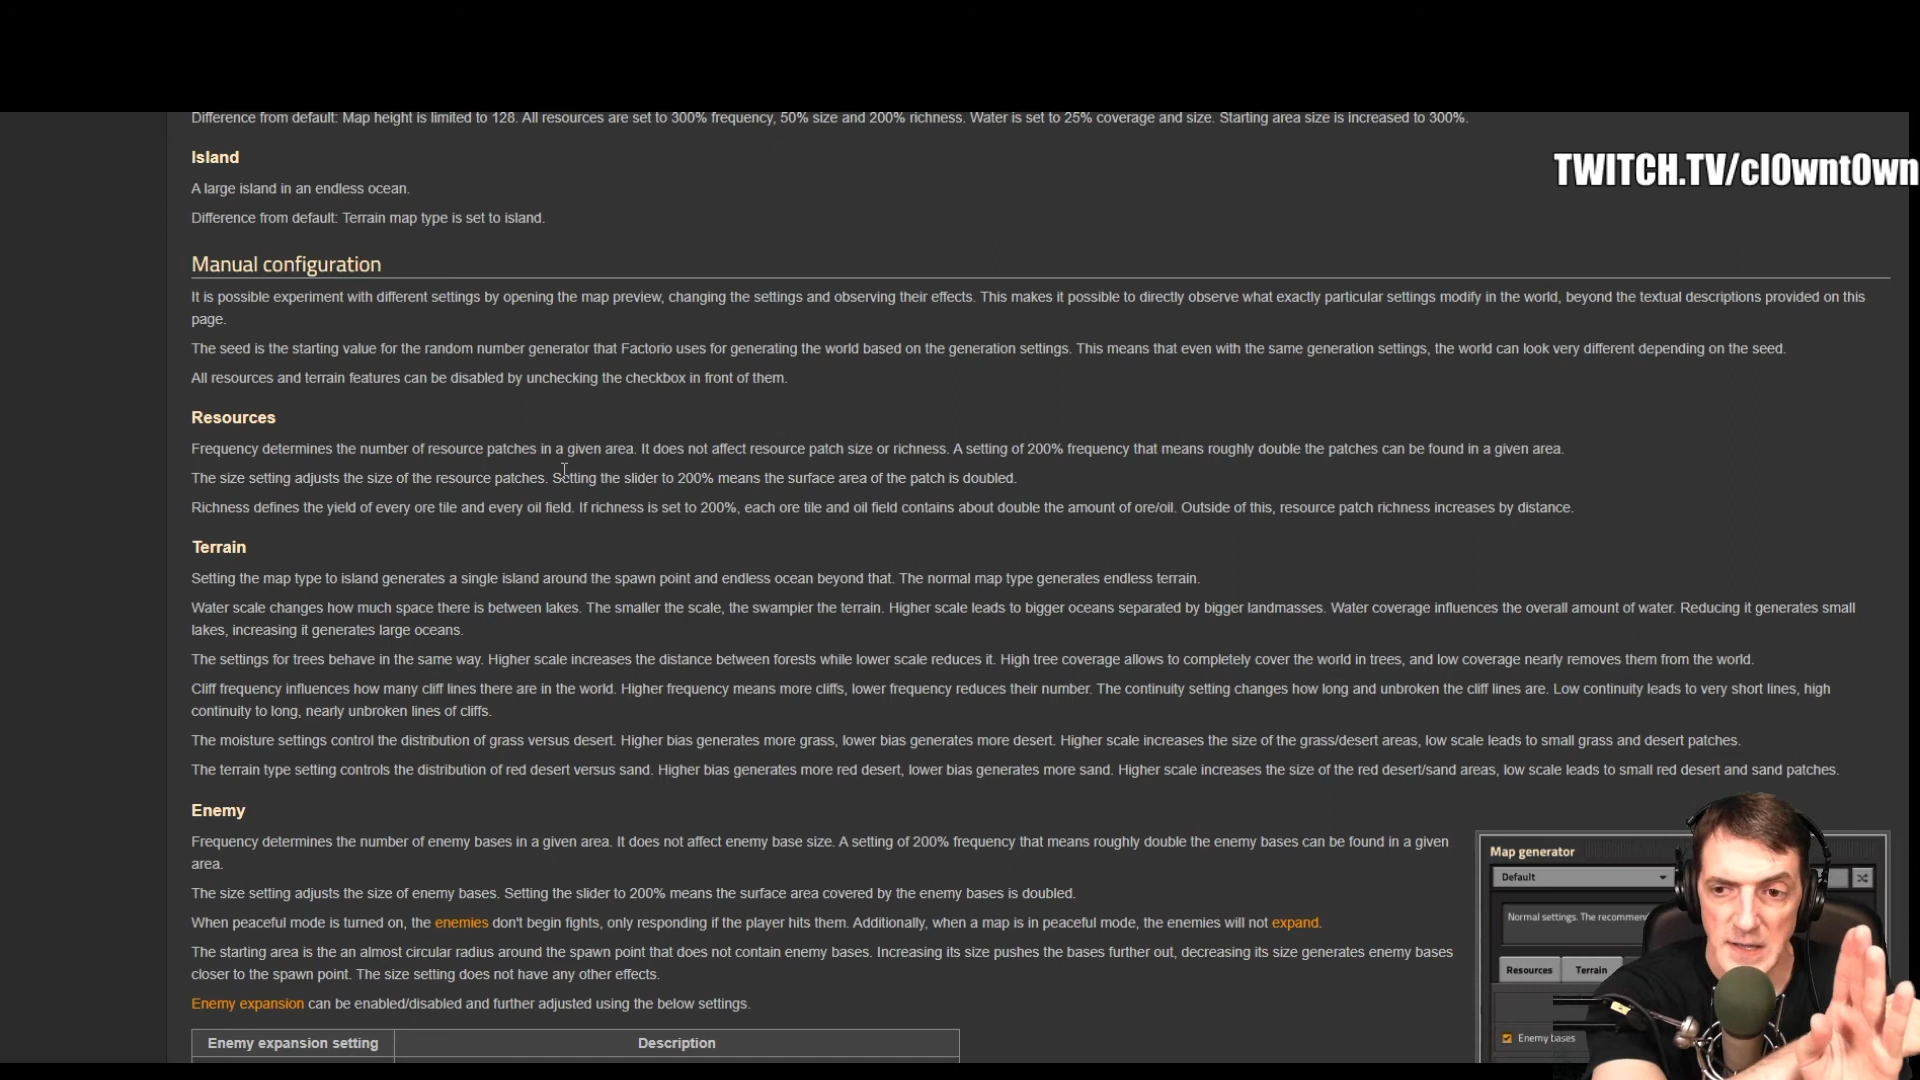 Difference from default: Map height is limited to 128. All resources are set to 300% frequency, 50% size and 200% richness. Water is set to 25% coverage and size. Starting area size is increased to 300%.
TWITCH.TV/cl0wnt0wn
Island
A large island in an endless ocean.
Difference from default: Terrain map type is set to island.
Manual configuration
It is possible experiment with different settings by opening the map preview, changing the settings and observing their effects. This makes it possible to directly observe what exactly particular settings modify in the world, beyond the textual descriptions provided on this
page.
The seed is the starting value for the random number generator that Factorio uses for generating the world based on the generation settings. This means that even with the same generation settings, the world can look very different depending on the seed.
All resources and terrain features can be disabled by unchecking the checkbox in front of them.
Resources
Frequency determines the number of resource patches in a given area. It does not affect resource patch size or richness. A setting of 200% frequency that means roughly double the patches can be found in a given area.
The size setting adjusts the size of the resource patches. Setting the slider to 200% means the surface area of the patch is doubled.
Richness defines the yield of every ore tile and every oil field. If richness is set to 200%, each ore tile and oil field contains about double the amount of ore/oil. Outside of this, resource patch richness increases by distance.
Terrain
Setting the map type to island generates a single island around the spawn point and endless ocean beyond that. The normal map type generates endless terrain.
Water scale changes how much space there is between lakes. The smaller the scale, the swampier the terrain. Higher scale leads to bigger oceans separated by bigger landmasses. Water coverage influences the overall amount of water. Reducing it generates small
lakes, increasing it generates large oceans.
The settings for trees behave in the same way. Higher scale increases the distance between forests while lower scale reduces it. High tree coverage allows to completely cover the world in trees, and low coverage nearly removes them from the world.
Cliff frequency influences how many cliff lines there are in the world. Higher frequency means more cliffs, lower frequency reduces their number. The continuity setting changes how long and unbroken the cliff lines are. Low continuity leads to very short lines, high
continuity to long, nearly unbroken lines of cliffs.
The moisture settings control the distribution of grass versus desert. Higher bias generates more grass, lower bias generates more desert. Higher scale increases the size of the grass/desert areas, low scale leads to small grass and desert patches.
The terrain type setting controls the distribution of red desert versus sand. Higher bias generates more red desert, lower bias generates more sand. Higher scale increases the size of the red desert/sand areas, low scale leads to small red desert and sand patches.
Enemy
Frequency determines the number of enemy bases in a given area. It does not affect enemy base size. A setting of 200% frequency that means roughly double the enemy bases can be found in a given
area.
The size setting adjusts the size of enemy bases. Setting the slider to 200% means the surface area covered by the enemy bases is doubled.
When peaceful mode is turned on, the enemies don't begin fights, only responding if the player hits them. Additionally, when a map is in peaceful mode, the enemies will not expand.
The starting area is the an almost circular radius around the spawn point that does not contain enemy bases. Increasing its size pushes the bases further out, decreasing its size generates enemy bases
closer to the spawn point. The size setting does not have any other effects.
Enemy expansion can be enabled/disabled and further adjusted using the below settings.
Enemy expansion setting Description
Map generator
Default
Normal settings. The
Resources Terrain
Enemy bases